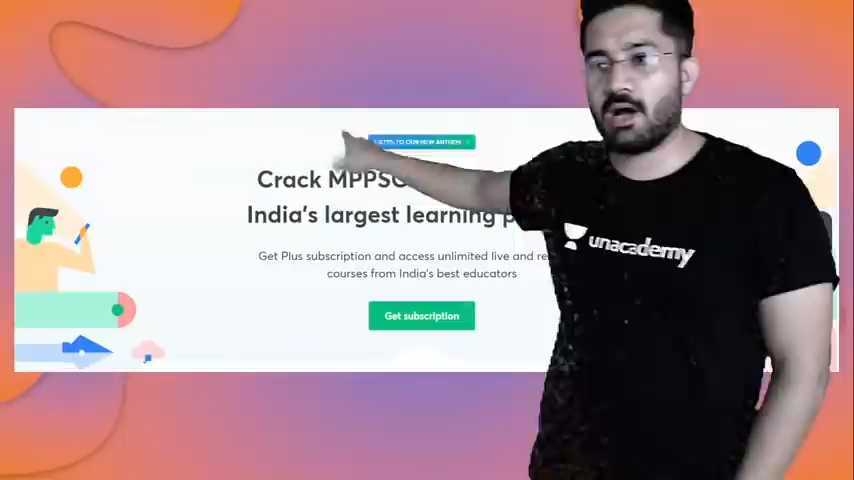 Crack MPPSC
India's largest learning
Get Plus subscription and access unlimited live and
courses from India's best educators
Get subscription
unacademy